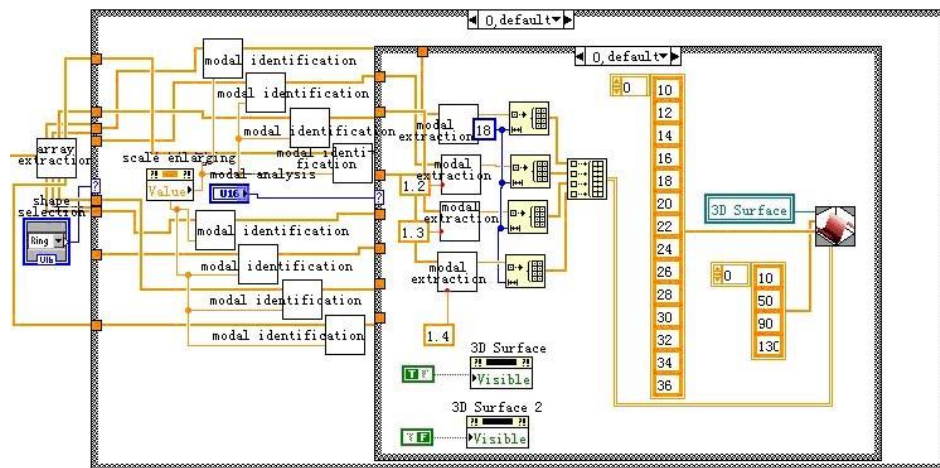 0,default
0,default
modal identification
modal identification
modal identification
modal identi-
fication
array
extraction
scale enlarging
Value
modal analysis
U16
shape
selection
Ring
modal identification
modal identification
modal identification
modal identification
modal
extraction
18
1.2
modal
extraction
1.3
modal
extraction
modal
extraction
1.4
3D Surface
T
Visible
3D Surface 2
F
Visible
0
10
12
14
16
18
20
22
24
26
28
30
32
34
36
3D Surface
0
10
50
90
130